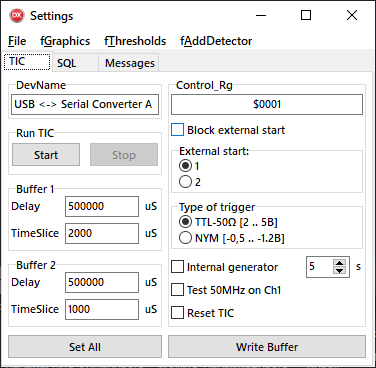 DX Settings
File fGraphics fThresholds fAddDetector
TIC SQL Messages
DevName
USB <-> Serial Converter A
Run TIC
Start Stop
Buffer 1
Delay 500000 uS
TimeSlice 2000 uS
Buffer 2
Delay 500000 uS
TimeSlice 1000 uS
Set All
Control_Rg
$0001
Block external start
External start:
1
2
Type of trigger
TTL-50Ω [2 .. 5B]
NYM [-0,5 .. -1.2B]
Internal generator 5 s
Test 50MHz on Ch1
Reset TIC
Write Buffer